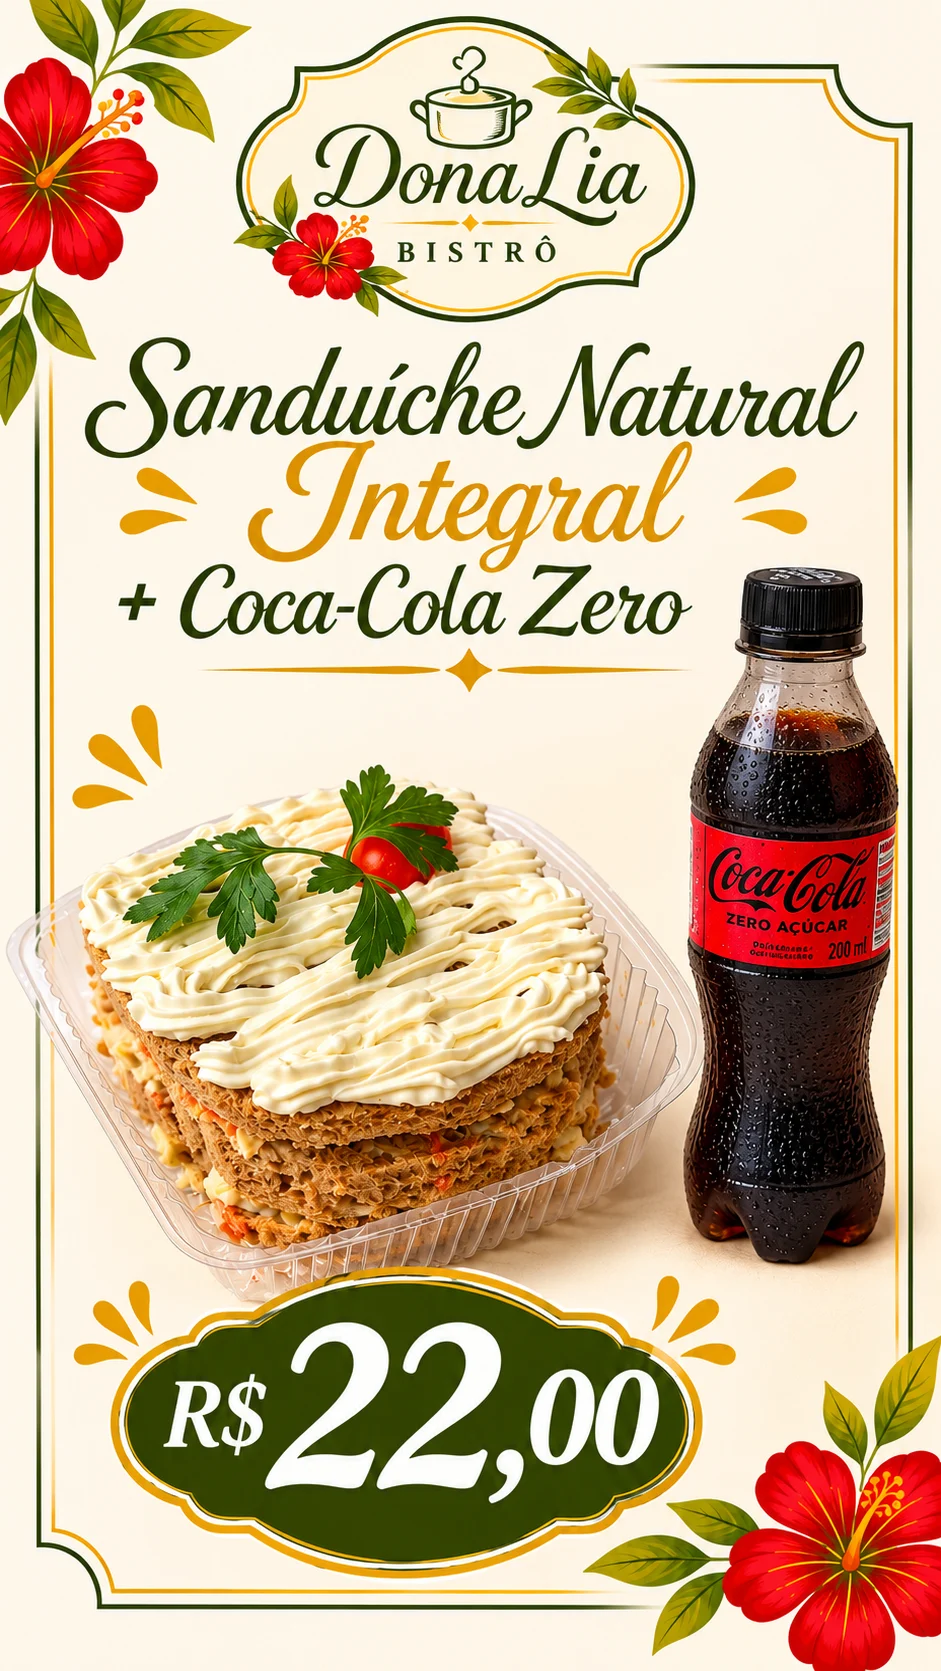 Dona Lia
BISTRÔ
Sanduíche Natural
Integral
+ Coca-Cola Zero
Coca-Cola
ZERO AÇÚCAR
200 ml
R$ 22,00